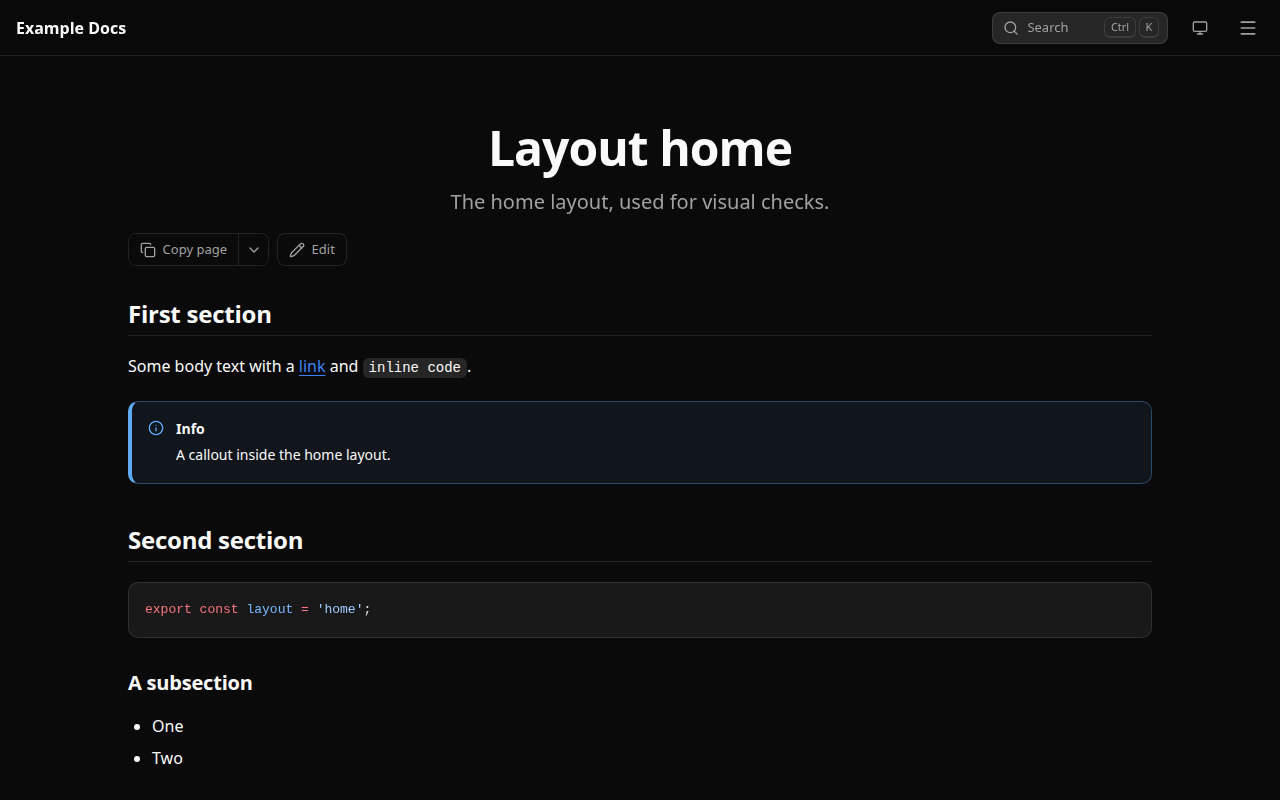 Example Docs
Search Ctrl K
Layout home
The home layout, used for visual checks.
Copy page
Edit
First section
Some body text with a link and inline code.
Info
A callout inside the home layout.
Second section
export const layout = 'home';
A subsection
One
Two